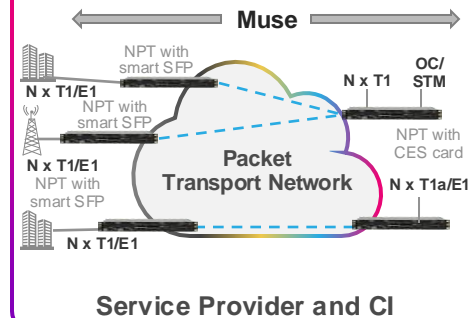 Muse
NPT with
smart SFP
N x T1/E1
NPT with
smart SFP
N x T1/E1
NPT with
smart SFP
N x T1/E1
Packet
Transport Network
N x T1
OC/
STM
NPT with
CES card
N x T1a/E1
Service Provider and CI